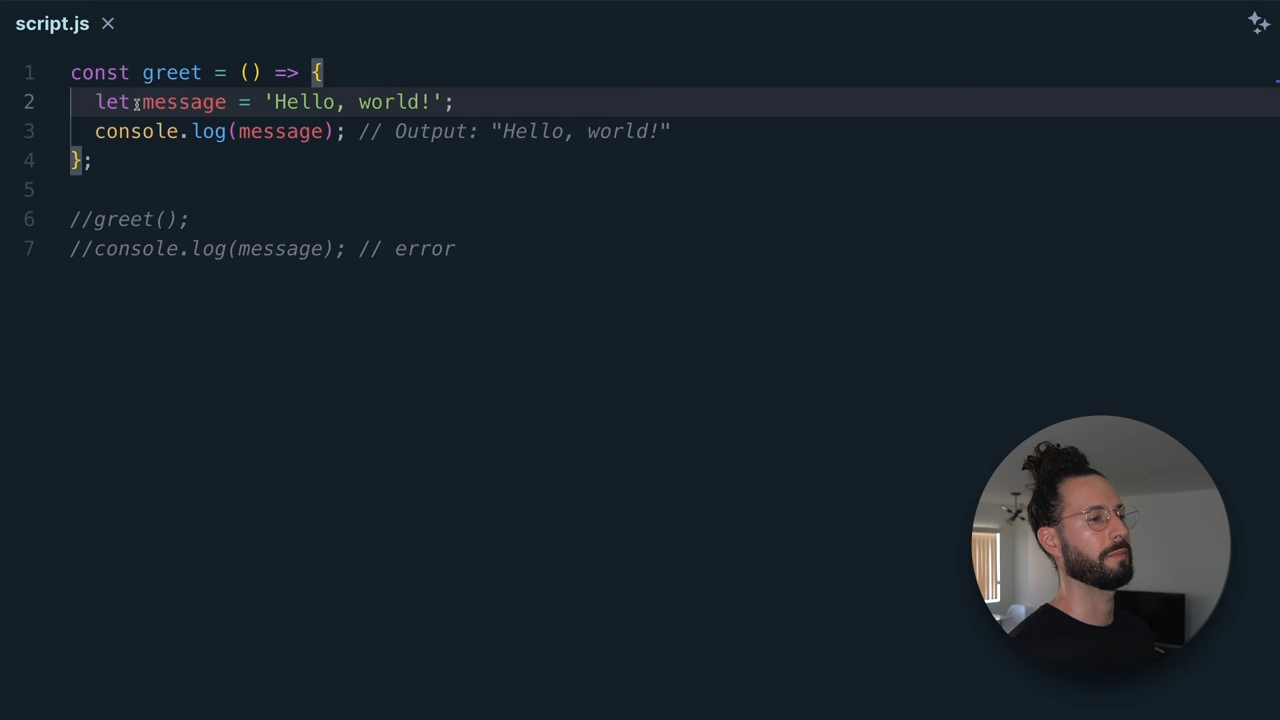 script.js
1 const greet = () => {
2 let message = 'Hello, world!';
3 console.log(message); // Output: "Hello, world!"
4 };
5
6 //greet();
7 //console.log(message); // error